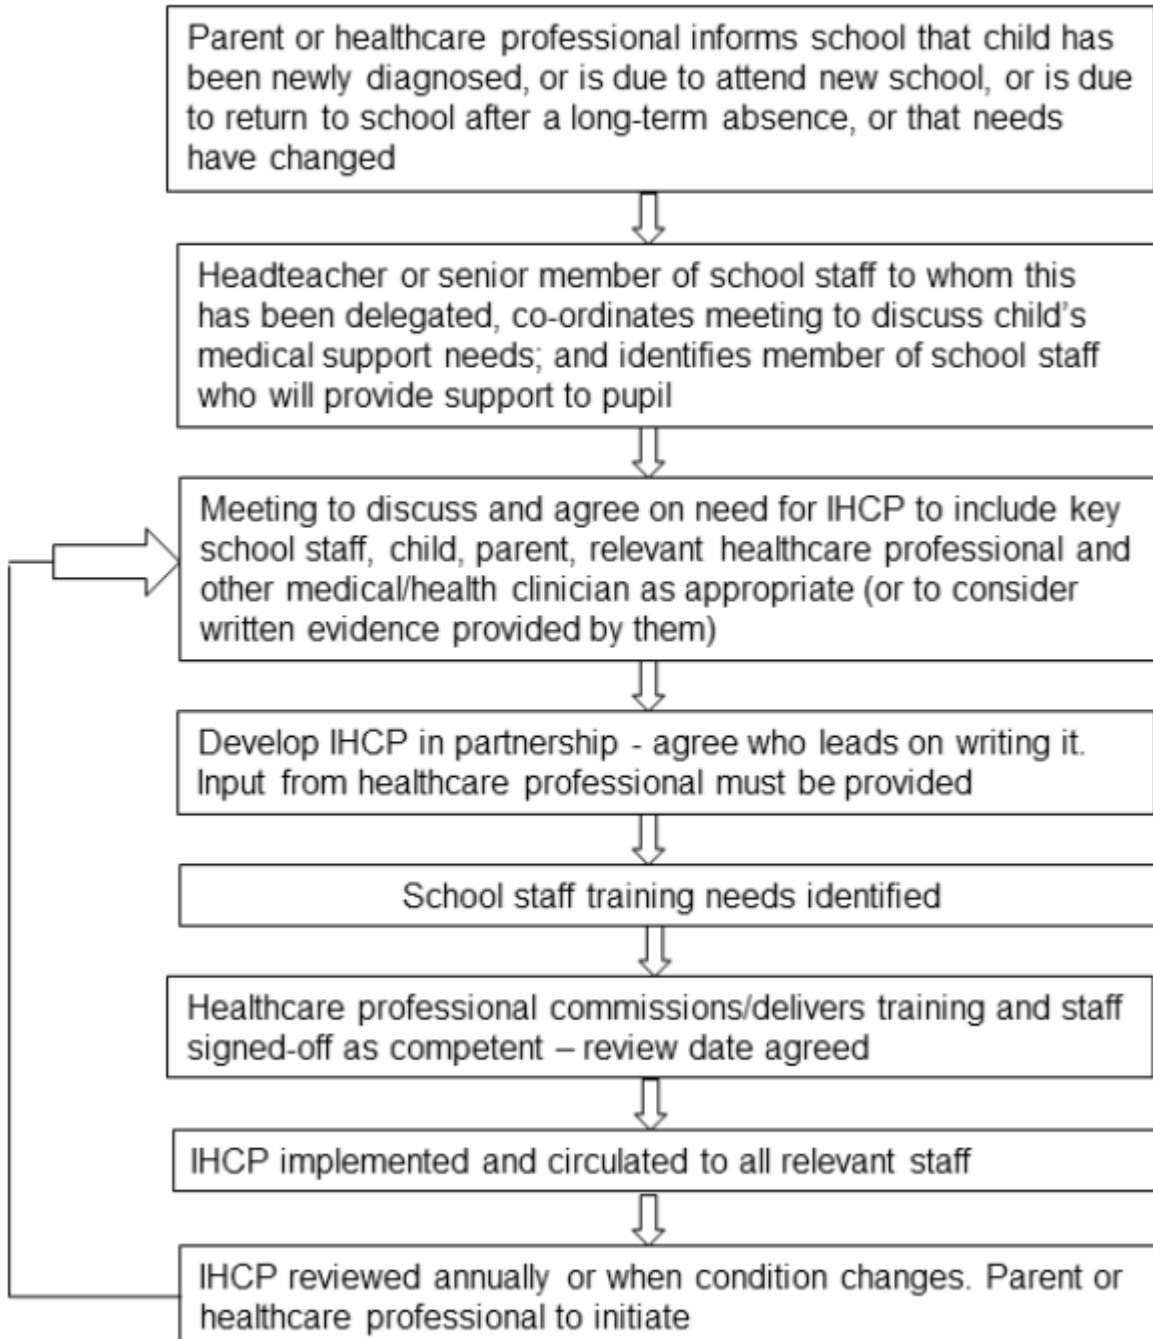 Parent or healthcare professional informs school that child has
been newly diagnosed, or is due to attend new school, or is due
to return to school after a long-term absence, or that needs
have changed
Headteacher or senior member of school staff to whom this
has been delegated, co-ordinates meeting to discuss child's
medical support needs; and identifies member of school staff
who will provide support to pupil
Meeting to discuss and agree on need for IHCP to include key
school staff, child, parent, relevant healthcare professional and
other medical/health clinician as appropriate (or to consider
written evidence provided by them)
Develop IHCP in partnership - agree who leads on writing it.
Input from healthcare professional must be provided
School staff training needs identified
Healthcare professional commissions/delivers training and staff
signed-off as competent – review date agreed
IHCP implemented and circulated to all relevant staff
IHCP reviewed annually or when condition changes. Parent or
healthcare professional to initiate